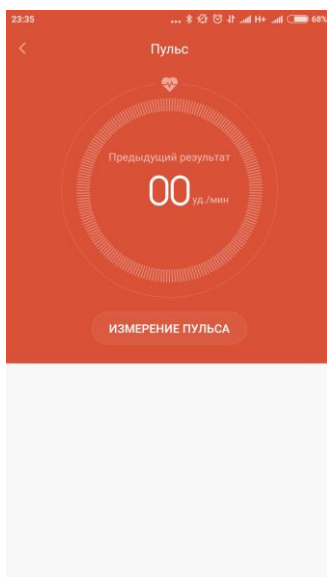 23:35 ... H+ 68%
Пульс
Предыдущий результат
00 уд./мин
ИЗМЕРЕНИЕ ПУЛЬСА